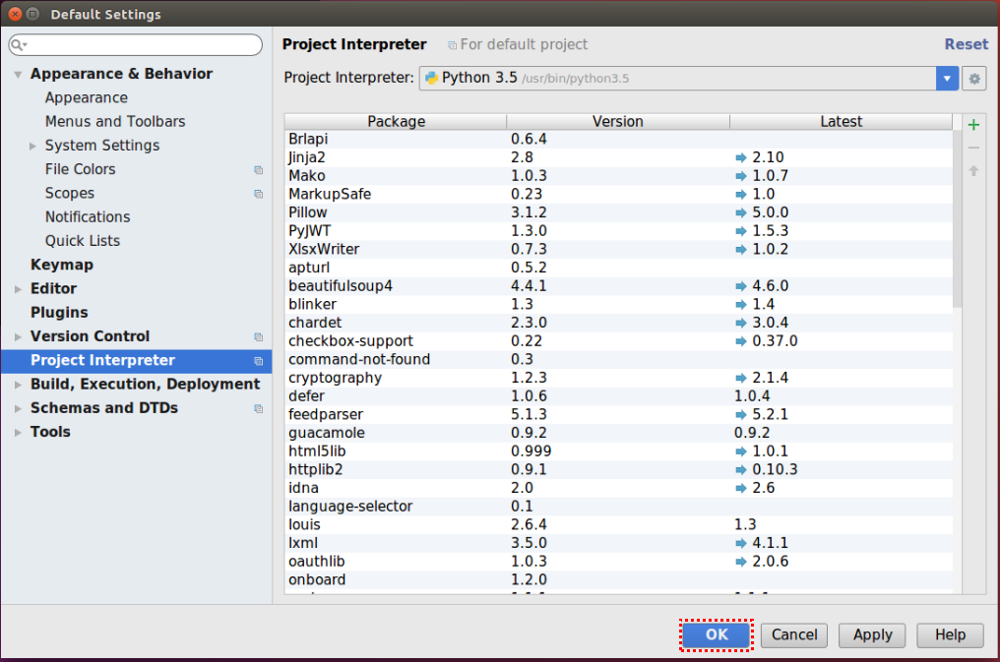 Default Settings
Appearance & Behavior
Appearance
Menus and Toolbars
System Settings
File Colors
Scopes
Notifications
Quick Lists
Keymap
Editor
Plugins
Version Control
Project Interpreter
Build, Execution, Deployment
Schemas and DTDs
Tools
Project Interpreter For default project Reset
Project Interpreter: Python 3.5 /usr/bin/python3.5
Package Version Latest
Brlapi 0.6.4
Jinja2 2.8 2.10
Mako 1.0.3 1.0.7
MarkupSafe 0.23 1.0
Pillow 3.1.2 5.0.0
PyJWT 1.3.0 1.5.3
XlsxWriter 0.7.3 1.0.2
apturl 0.5.2
beautifulsoup4 4.4.1 4.6.0
blinker 1.3 1.4
chardet 2.3.0 3.0.4
checkbox-support 0.22 0.37.0
command-not-found 0.3
cryptography 1.2.3 2.1.4
defer 1.0.6 1.0.4
feedparser 5.1.3 5.2.1
guacamole 0.9.2 0.9.2
html5lib 0.999 1.0.1
httplib2 0.9.1 0.10.3
idna 2.0 2.6
language-selector 0.1
louis 2.6.4 1.3
lxml 3.5.0 4.1.1
oauthlib 1.0.3 2.0.6
onboard 1.2.0
OK Cancel Apply Help